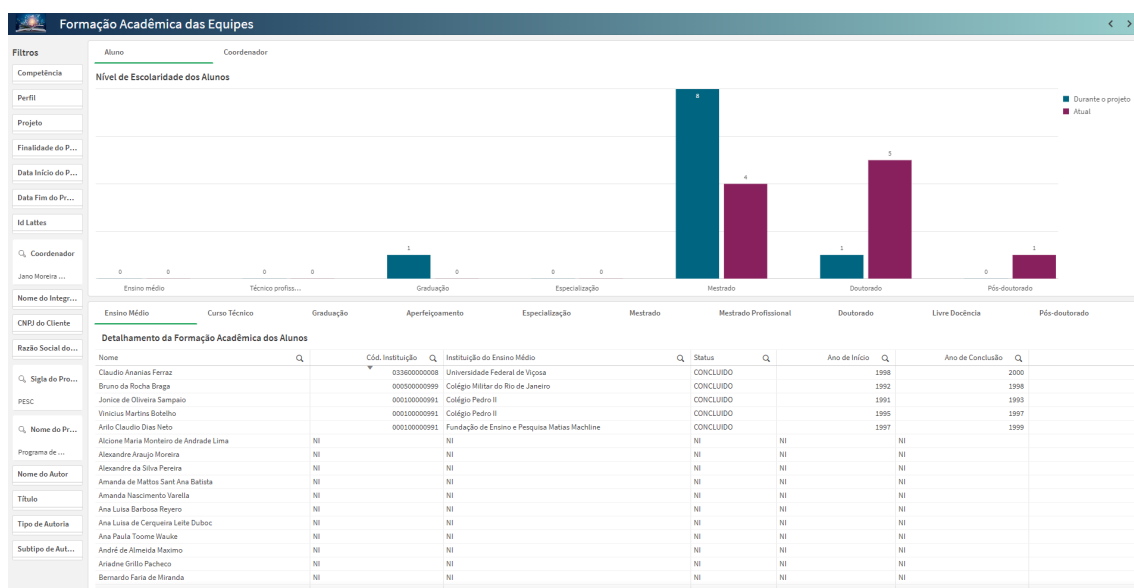 Formação Acadêmica das Equipes
Filtros
Competência
Perfil
Projeto
Finalidade do P...
Data Início do P...
Data Fim do Pr...
Id Lattes
Coordenador
Jano Moreira ...
Nome do Integr...
CNPJ do Cliente
Razão Social do...
Sigla do Pro...
PESC
Nome do Pr...
Programa de ...
Nome do Autor
Título
Tipo de Autoria
Subtipo de Aut...
Aluno Coordenador
Nível de Escolaridade dos Alunos
8
Durante o projeto
Atual
5
4
1 1 1
0 0 0 0 0 0 0 0
Ensino médio Técnico profiss... Graduação Especialização Mestrado Doutorado Pós-doutorado
Ensino Médio Curso Técnico Graduação Aperfeiçoamento Especialização Mestrado Mestrado Profissional Doutorado Livre Docência Pós-doutorado
Detalhamento da Formação Acadêmica dos Alunos
Nome Cód. Instituição Instituição do Ensino Médio Status Ano de Início Ano de Conclusão
Claudio Ananias Ferraz 033600000008 Universidade Federal de Viçosa CONCLUIDO 1998 2000
Bruno da Rocha Braga 000500000999 Colégio Militar do Rio de Janeiro CONCLUIDO 1992 1998
Jonice de Oliveira Sampaio 000100000991 Colégio Pedro II CONCLUIDO 1991 1993
Vinicius Martins Botelho 000100000991 Colégio Pedro II CONCLUIDO 1995 1997
Arilo Claudio Dias Neto 000100000991 Fundação de Ensino e Pesquisa Matias Machline CONCLUIDO 1997 1999
Alcione Maria Monteiro de Andrade Lima NI NI NI NI NI
Alexandre Araujo Moreira NI NI NI NI NI
Alexandre da Silva Pereira NI NI NI NI NI
Amanda de Mattos Sant Ana Batista NI NI NI NI NI
Amanda Nascimento Varella NI NI NI NI NI
Ana Luisa Barbosa Reyero NI NI NI NI NI
Ana Luisa de Cerqueira Leite Duboc NI NI NI NI NI
Ana Paula Toome Wauke NI NI NI NI NI
André de Almeida Maximo NI NI NI NI NI
Ariadne Grillo Pacheco NI NI NI NI NI
Bernardo Faria de Miranda NI NI NI NI NI